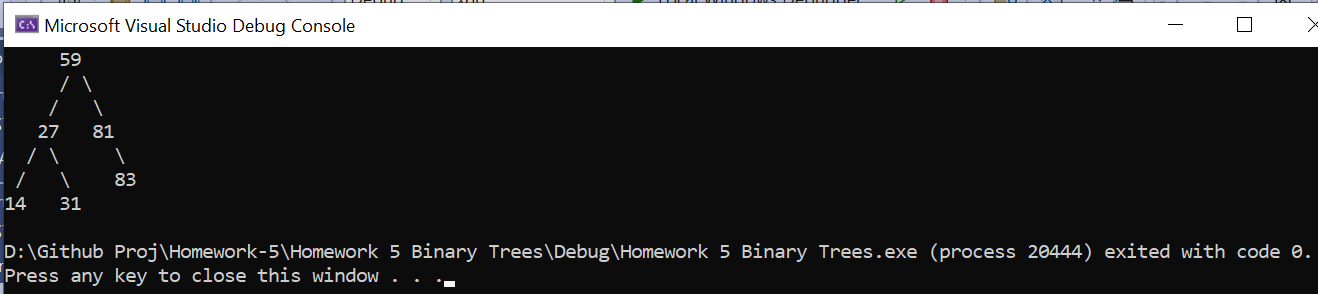 Microsoft Visual Studio Debug Console
     59
     / \
    /   \
   27   81
  / \     \
 /   \    83
14   31
D:\Github Proj\Homework-5\Homework 5 Binary Trees\Debug\Homework 5 Binary Trees.exe (process 20444) exited with code 0.
Press any key to close this window . . .